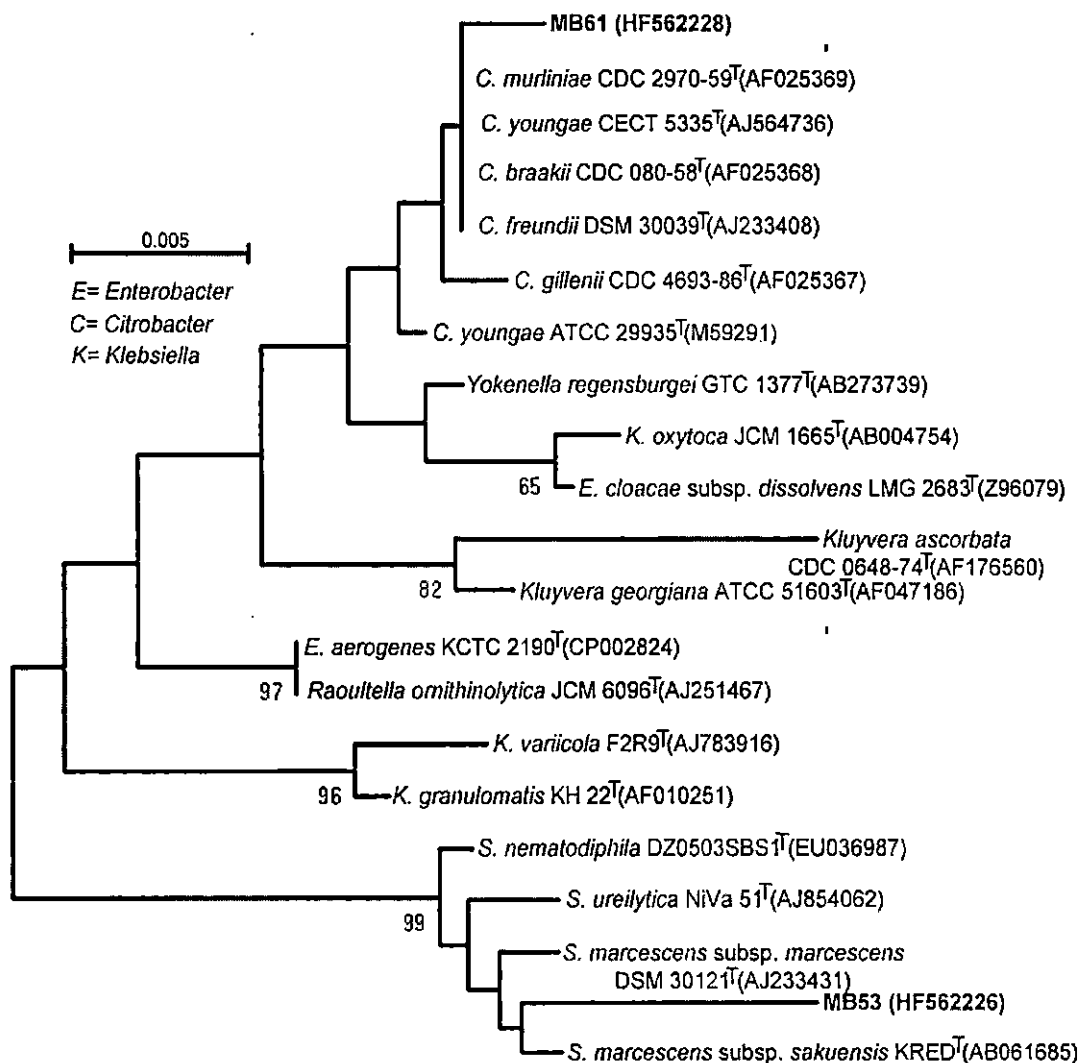 MB61 (HF562228)
C. murliniae CDC 2970-59T(AF025369)
C. youngae CECT 5335T(AJ564736)
C. braakii CDC 080-58T(AF025368)
C. freundii DSM 30039T(AJ233408)
0.005
E= Enterobacter
C= Citrobacter
K= Klebsiella
C. gillenii CDC 4693-86T(AF025367)
C. youngae ATCC 29935T(M59291)
Yokenella regensburgei GTC 1377T(AB273739)
K. oxytoca JCM 1665T(AB004754)
65
E. cloacae subsp. dissolvens LMG 2683T(Z96079)
Kluyvera ascorbata
CDC 0648-74T(AF176560)
82
Kluyvera georgiana ATCC 51603T(AF047186)
E. aerogenes KCTC 2190T(CP002824)
97
Raoultella ornithinolytica JCM 6096T(AJ251467)
K. variicola F2R9T(AJ783916)
96
K. granulomatis KH 22T(AF010251)
S. nematodiphila DZ0503SBS1T(EU036987)
S. ureilytica NiVa 51T(AJ854062)
99
S. marcescens subsp. marcescens
DSM 30121T(AJ233431)
MB53 (HF562226)
S. marcescens subsp. sakuensis KREDT(AB061685)